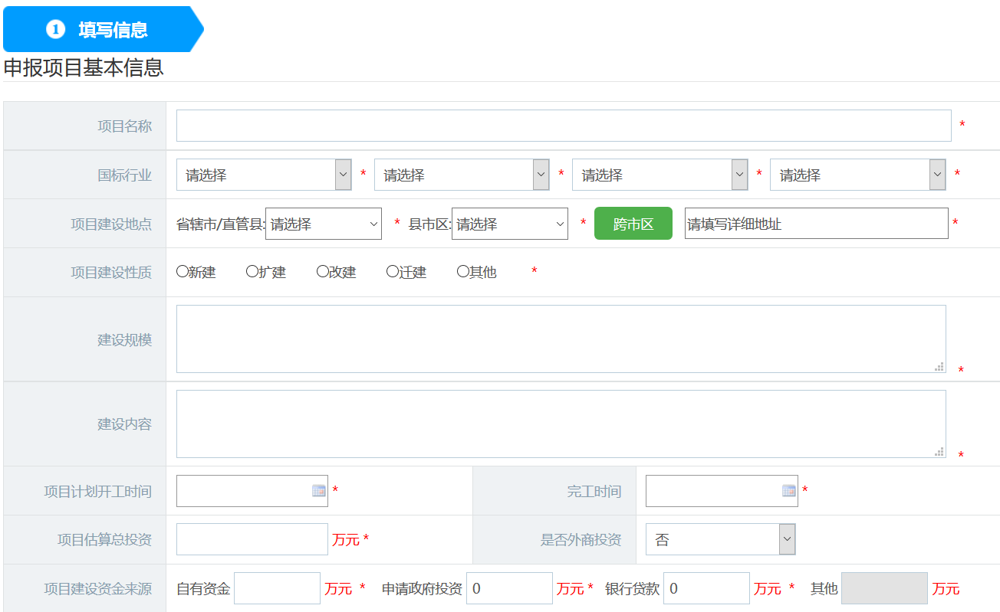 1 填写信息
申报项目基本信息
项目名称 *
国标行业 请选择 * 请选择 * 请选择 * 请选择 *
项目建设地点 省辖市/直管县: 请选择 * 县市区: 请选择 * 跨市区 请填写详细地址 *
项目建设性质 新建 扩建 改建 迁建 其他 *
建设规模 *
建设内容 *
项目计划开工时间 * 完工时间 *
项目估算总投资 万元 * 是否外商投资 否
项目建设资金来源 自有资金 万元 * 申请政府投资 0 万元 * 银行贷款 0 万元 * 其他 万元